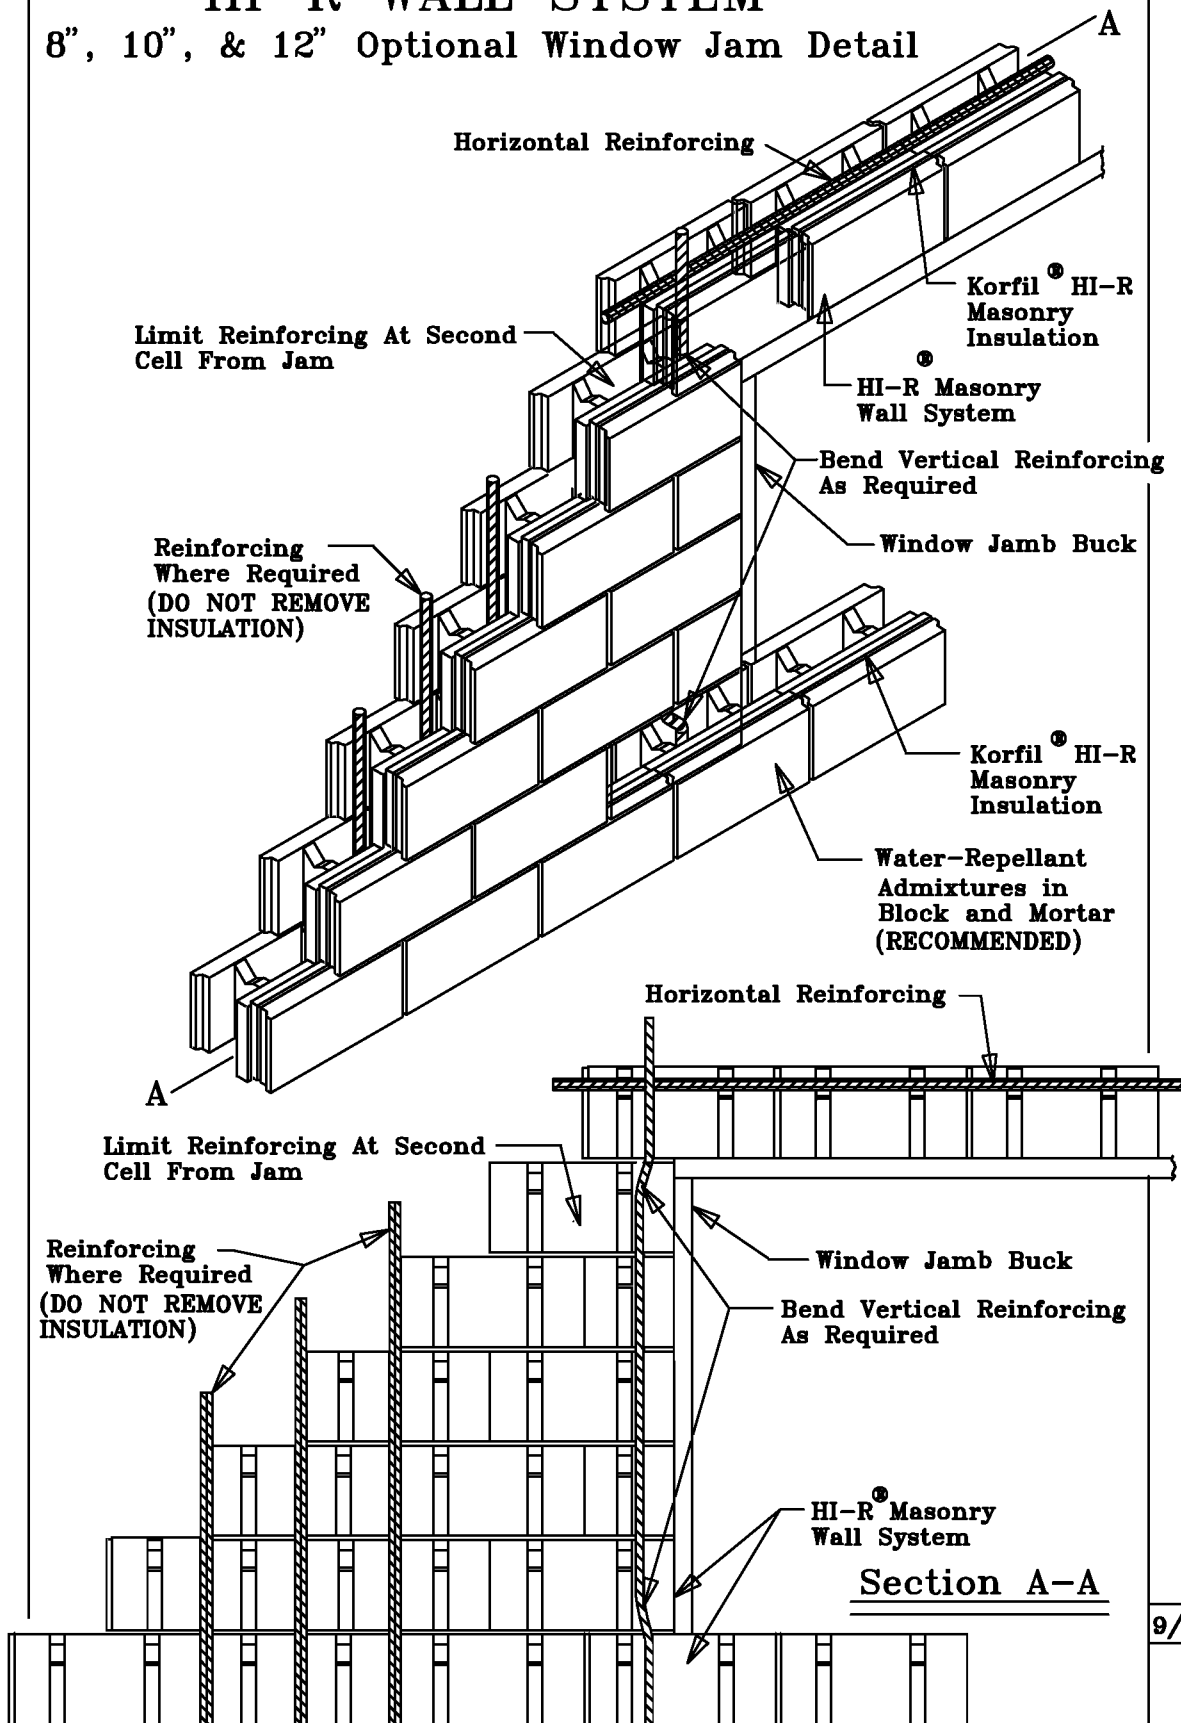 HI-R WALL SYSTEM
8", 10", & 12" Optional Window Jam Detail
A
Horizontal Reinforcing
Korfil® HI-R
Masonry
Insulation
Limit Reinforcing At Second
Cell From Jam
®
HI-R Masonry
Wall System
Bend Vertical Reinforcing
As Required
Window Jamb Buck
Reinforcing
Where Required
(DO NOT REMOVE
INSULATION)
Korfil® HI-R
Masonry
Insulation
Water-Repellant
Admixtures in
Block and Mortar
(RECOMMENDED)
A
Horizontal Reinforcing
Limit Reinforcing At Second
Cell From Jam
Reinforcing
Where Required
(DO NOT REMOVE
INSULATION)
Window Jamb Buck
Bend Vertical Reinforcing
As Required
HI-R® Masonry
Wall System
Section A-A
9/